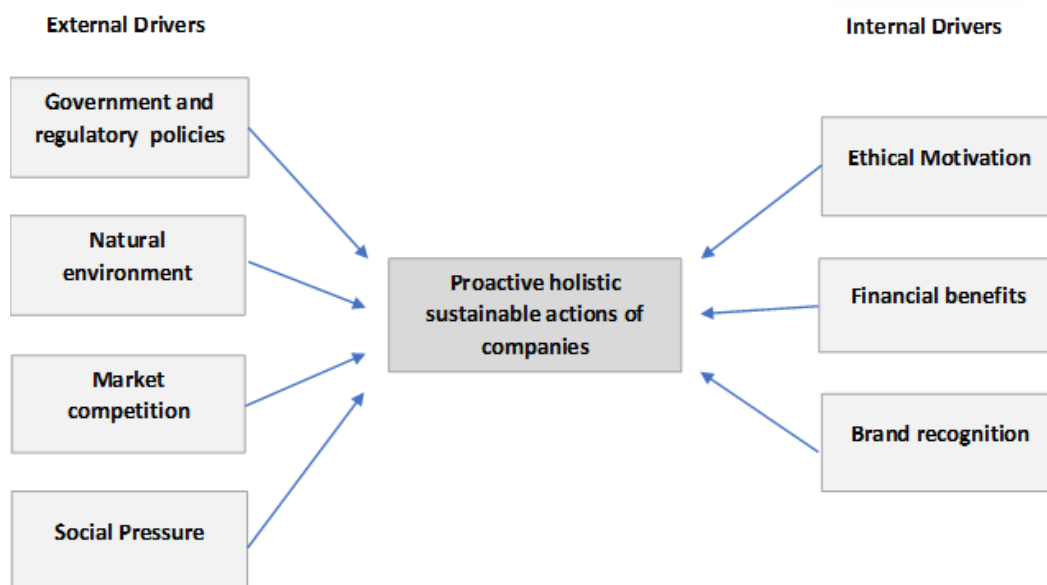 External Drivers
Internal Drivers
Government and
regulatory policies
Natural
environment
Market
competition
Social Pressure
Proactive holistic
sustainable actions of
companies
Ethical Motivation
Financial benefits
Brand recognition